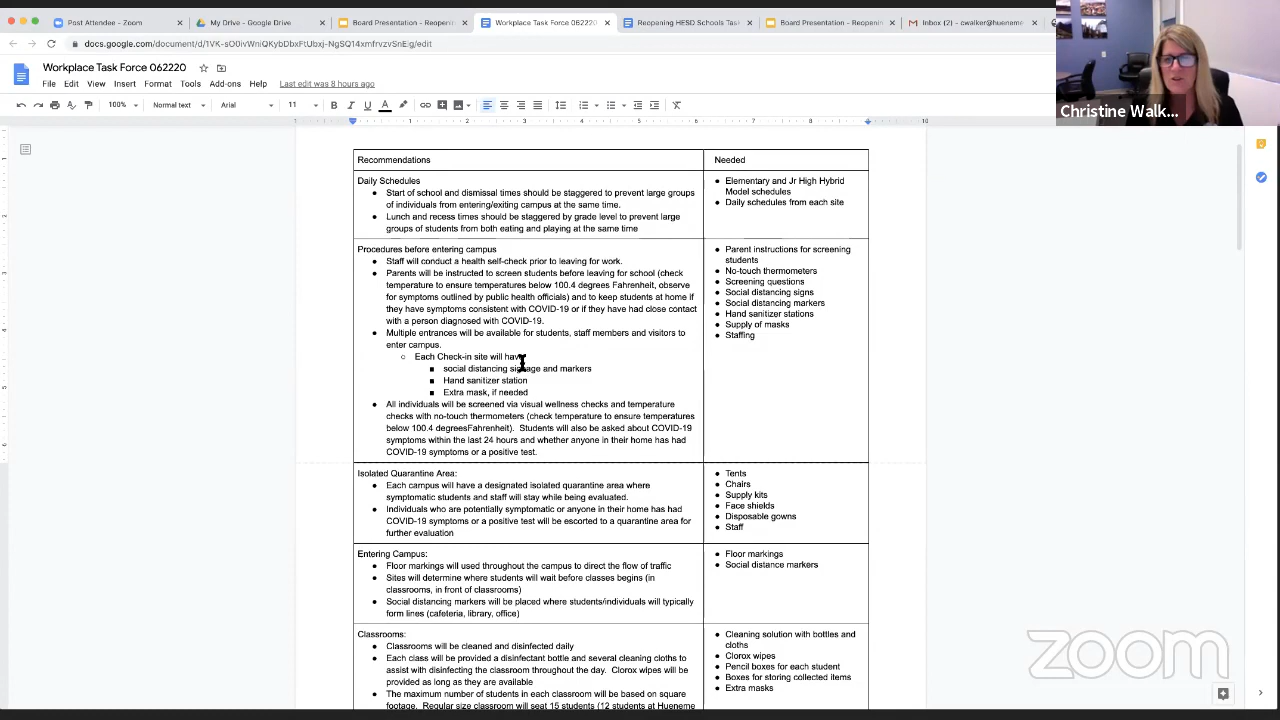 Post Attendee - Zoom
My Drive - Google Drive
Board Presentation - Reopenin
Workplace Task Force 062220
Reopening HESD Schools Task
Board Presentation - Reopenin
Inbox (2) - cwalker@huenem
docs.google.com/document/d/
/edit
Workplace Task Force 062220
File Edit View Insert Format Tools Add-ons Help Last edit was 8 hours ago
100% Normal text Arial 11
Christine Walk...
Recommendations
Needed
Daily Schedules
Start of school and dismissal times should be staggered to prevent large groups
of individuals from entering/exiting campus at the same time.
Lunch and recess times should be staggered by grade level to prevent large
groups of students from both eating and playing at the same time
Elementary and Jr High Hybrid
Model schedules
Daily schedules from each site
Procedures before entering campus
Staff will conduct a health self-check prior to leaving for work.
Parents will be instructed to screen students before leaving for school (check
temperature to ensure temperatures below 100.4 degrees Fahrenheit, observe
for symptoms outlined by public health officials) and to keep students at home if
they have symptoms consistent with COVID-19 or if they have had close contact
with a person diagnosed with COVID-19.
Multiple entrances will be available for students, staff members and visitors to
enter campus.
Each Check-in site will have
social distancing signage and markers
Hand sanitizer station
Extra mask, if needed
All individuals will be screened via visual wellness checks and temperature
checks with no-touch thermometers (check temperature to ensure temperatures
below 100.4 degreesFahrenheit). Students will also be asked about COVID-19
symptoms within the last 24 hours and whether anyone in their home has had
COVID-19 symptoms or a positive test.
Parent instructions for screening
students
No-touch thermometers
Screening questions
Social distancing signs
Social distancing markers
Hand sanitizer stations
Supply of masks
Staffing
Isolated Quarantine Area:
Each campus will have a designated isolated quarantine area where
symptomatic students and staff will stay while being evaluated.
Individuals who are potentially symptomatic or anyone in their home has had
COVID-19 symptoms or a positive test will be escorted to a quarantine area for
further evaluation
Tents
Chairs
Supply kits
Face shields
Disposable gowns
Staff
Entering Campus:
Floor markings will used throughout the campus to direct the flow of traffic
Sites will determine where students will wait before classes begins (in
classrooms, in front of classrooms)
Social distancing markers will be placed where students/individuals will typically
form lines (cafeteria, library, office)
Floor markings
Social distance markers
Classrooms:
Classrooms will be cleaned and disinfected daily
Each class will be provided a disinfectant bottle and several cleaning cloths to
assist with disinfecting the classroom throughout the day. Clorox wipes will be
provided as long as they are available
The maximum number of students in each classroom will be based on square
footage. Regular size classroom will seat 15 students (12 students at Hueneme
Cleaning solution with bottles and
cloths
Clorox wipes
Pencil boxes for each student
Boxes for storing collected items
Extra masks
zoom